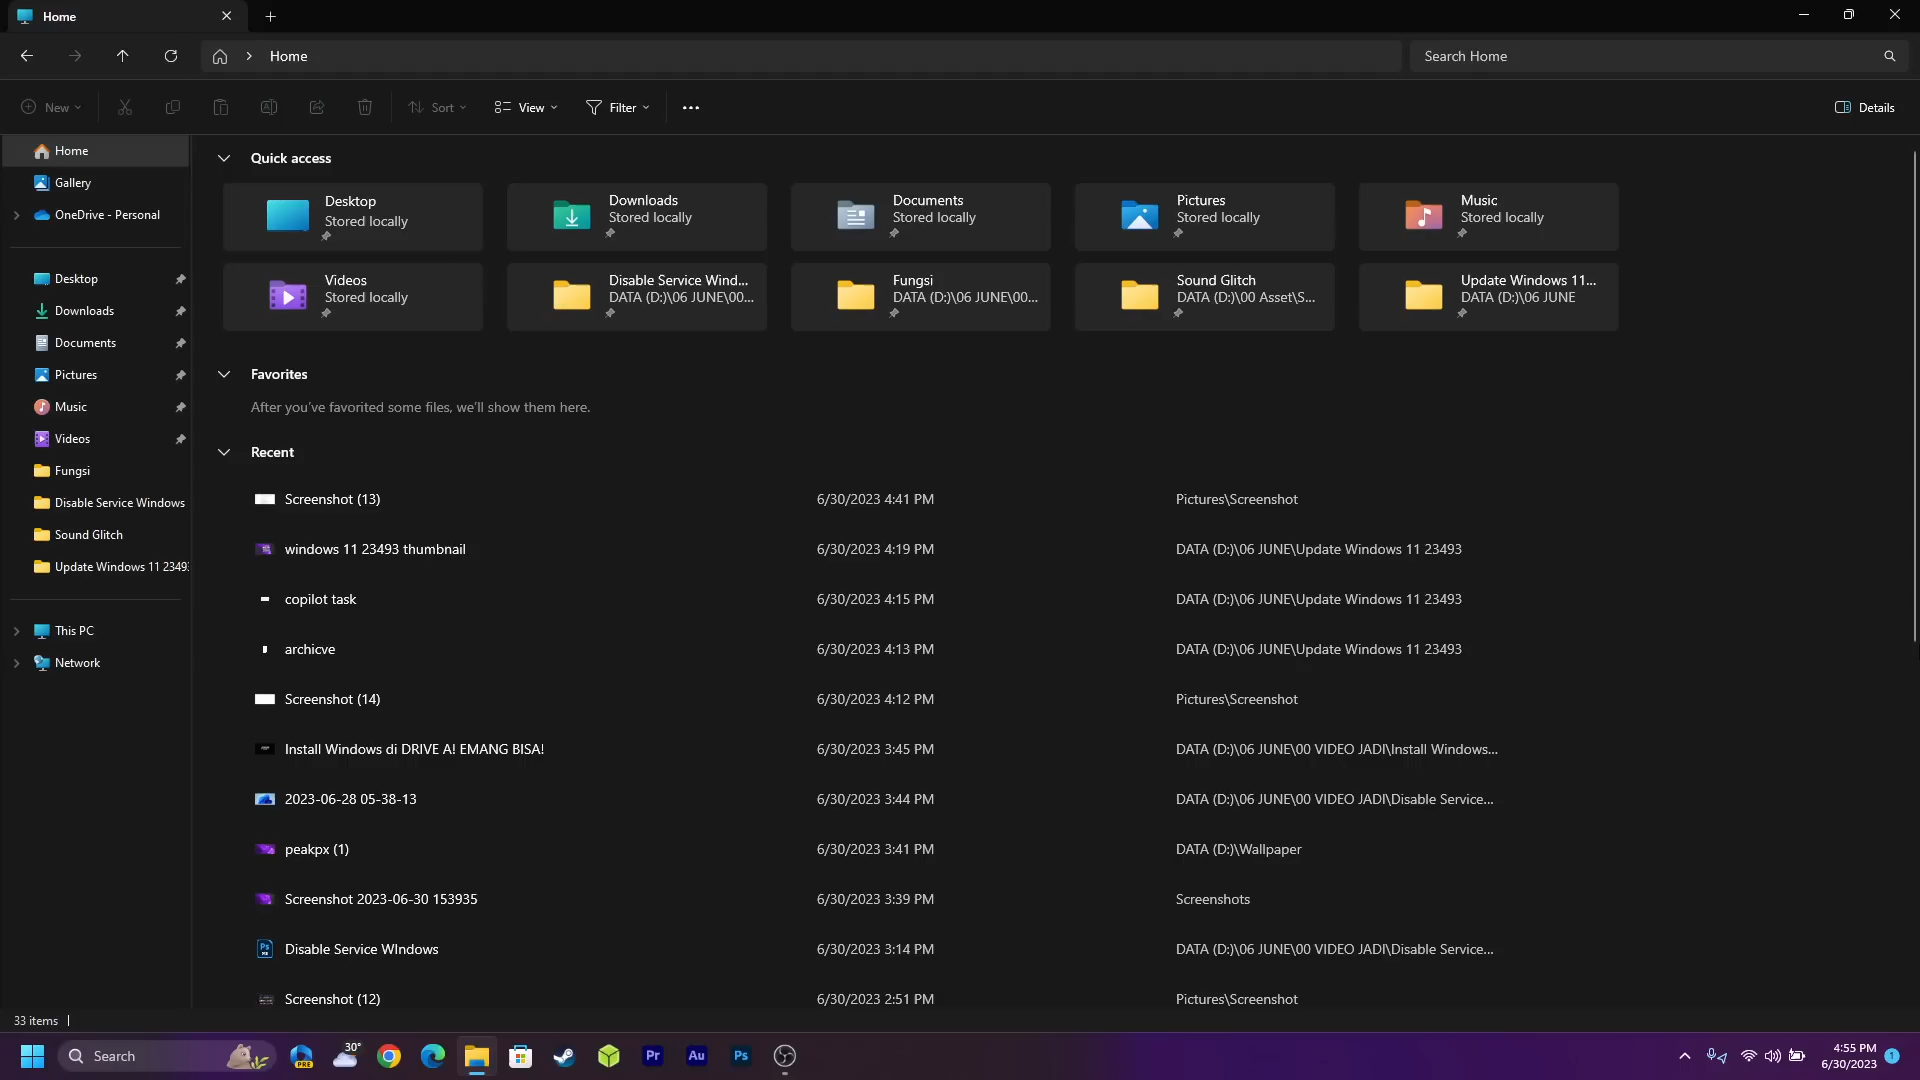 Home
Home
Search Home
New
Sort
View
Filter
Details
Home
Gallery
OneDrive - Personal
Desktop
Downloads
Documents
Pictures
Music
Videos
Fungsi
Disable Service Windows
Sound Glitch
Update Windows 11 2349
This PC
Network
Quick access
Desktop
Stored locally
Downloads
Stored locally
Documents
Stored locally
Pictures
Stored locally
Music
Stored locally
Videos
Stored locally
Disable Service Wind...
DATA (D:)\06 JUNE\00...
Fungsi
DATA (D:)\06 JUNE\00...
Sound Glitch
DATA (D:)\00 Asset\S...
Update Windows 11...
DATA (D:)\06 JUNE
Favorites
After you've favorited some files, we'll show them here.
Recent
Screenshot (13) 6/30/2023 4:41 PM Pictures\Screenshot
windows 11 23493 thumbnail 6/30/2023 4:19 PM DATA (D:)\06 JUNE\Update Windows 11 23493
copilot task 6/30/2023 4:15 PM DATA (D:)\06 JUNE\Update Windows 11 23493
archicve 6/30/2023 4:13 PM DATA (D:)\06 JUNE\Update Windows 11 23493
Screenshot (14) 6/30/2023 4:12 PM Pictures\Screenshot
Install Windows di DRIVE A! EMANG BISA! 6/30/2023 3:45 PM DATA (D:)\06 JUNE\00 VIDEO JADI\Install Windows...
2023-06-28 05-38-13 6/30/2023 3:44 PM DATA (D:)\06 JUNE\00 VIDEO JADI\Disable Service...
peakpx (1) 6/30/2023 3:41 PM DATA (D:)\Wallpaper
Screenshot 2023-06-30 153935 6/30/2023 3:39 PM Screenshots
Disable Service WIndows 6/30/2023 3:14 PM DATA (D:)\06 JUNE\00 VIDEO JADI\Disable Service...
Screenshot (12) 6/30/2023 2:51 PM Pictures\Screenshot
33 items
Search
PRE
30°
Pr
Au
Ps
4:55 PM
6/30/2023
1